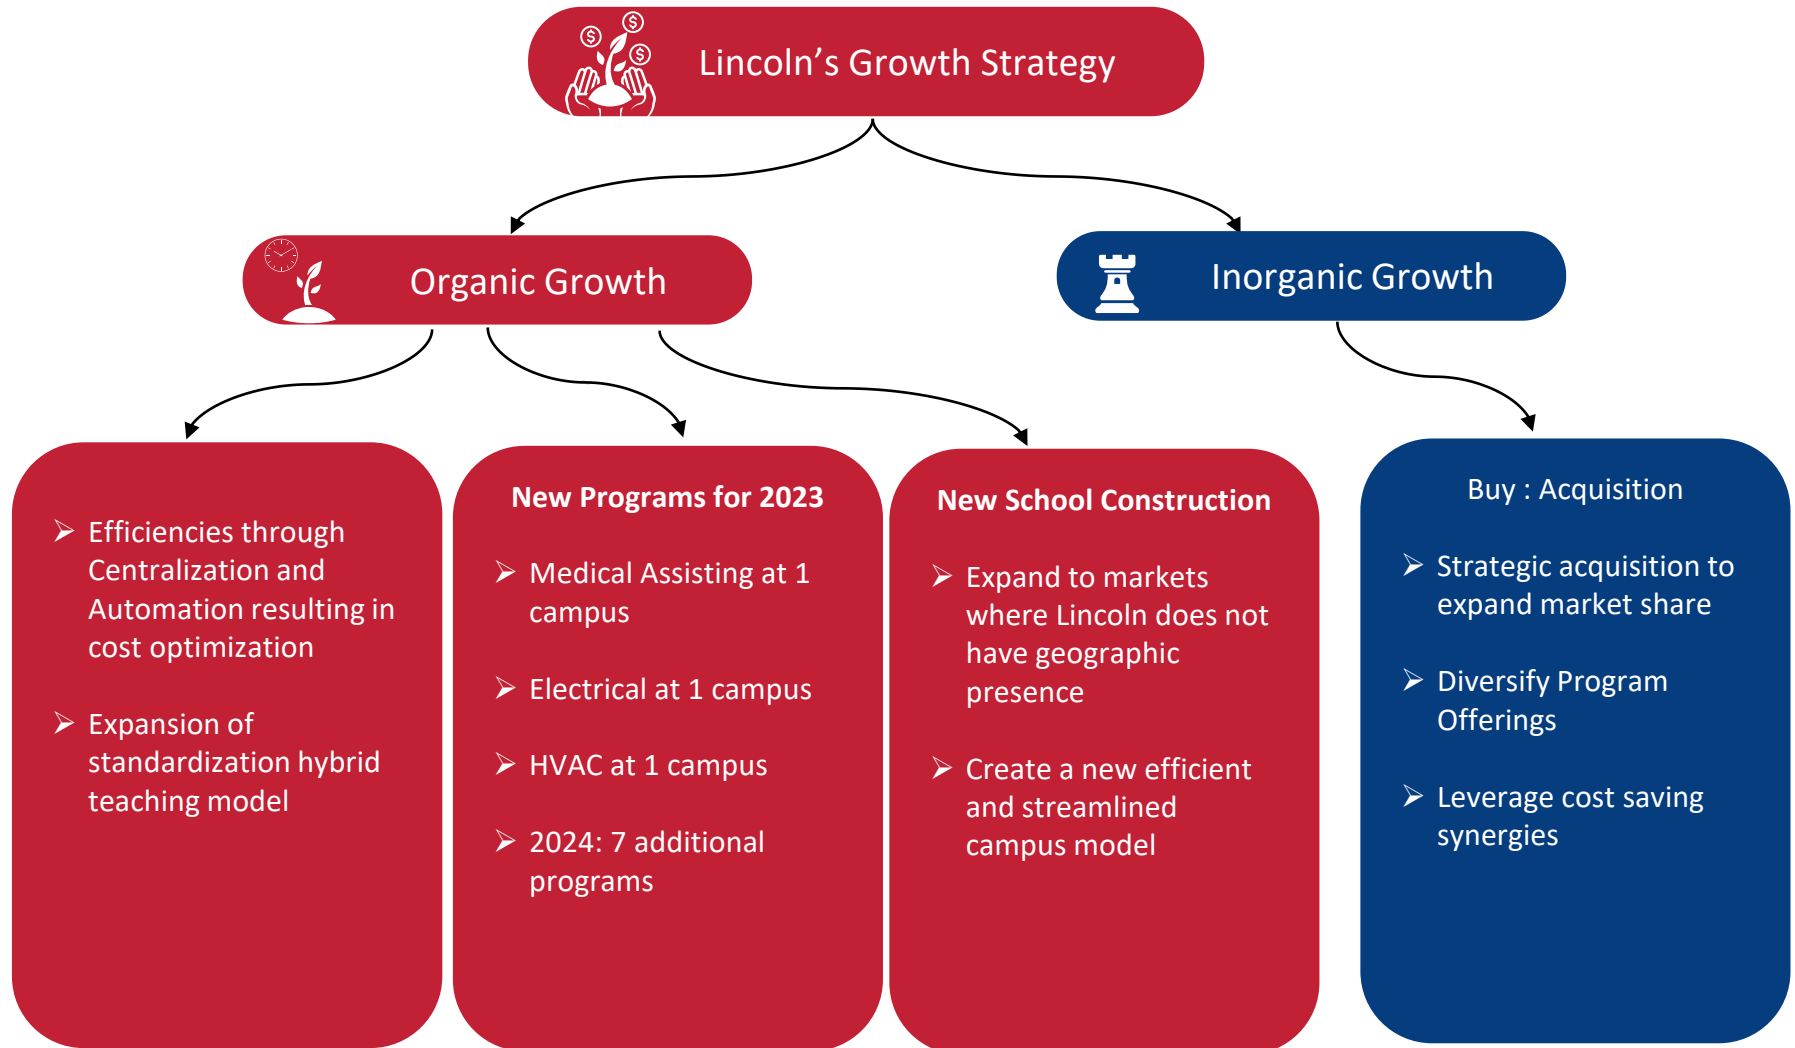 Lincoln's Growth Strategy
Organic Growth
Inorganic Growth
➢ Efficiencies through
Centralization and
Automation resulting in
cost optimization
➢ Expansion of
standardization hybrid
teaching model
New Programs for 2023
➢ Medical Assisting at 1
campus
➢ Electrical at 1 campus
➢ HVAC at 1 campus
➢ 2024: 7 additional
programs
New School Construction
➢ Expand to markets
where Lincoln does not
have geographic
presence
➢ Create a new efficient
and streamlined
campus model
Buy : Acquisition
➢ Strategic acquisition to
expand market share
➢ Diversify Program
Offerings
➢ Leverage cost saving
synergies